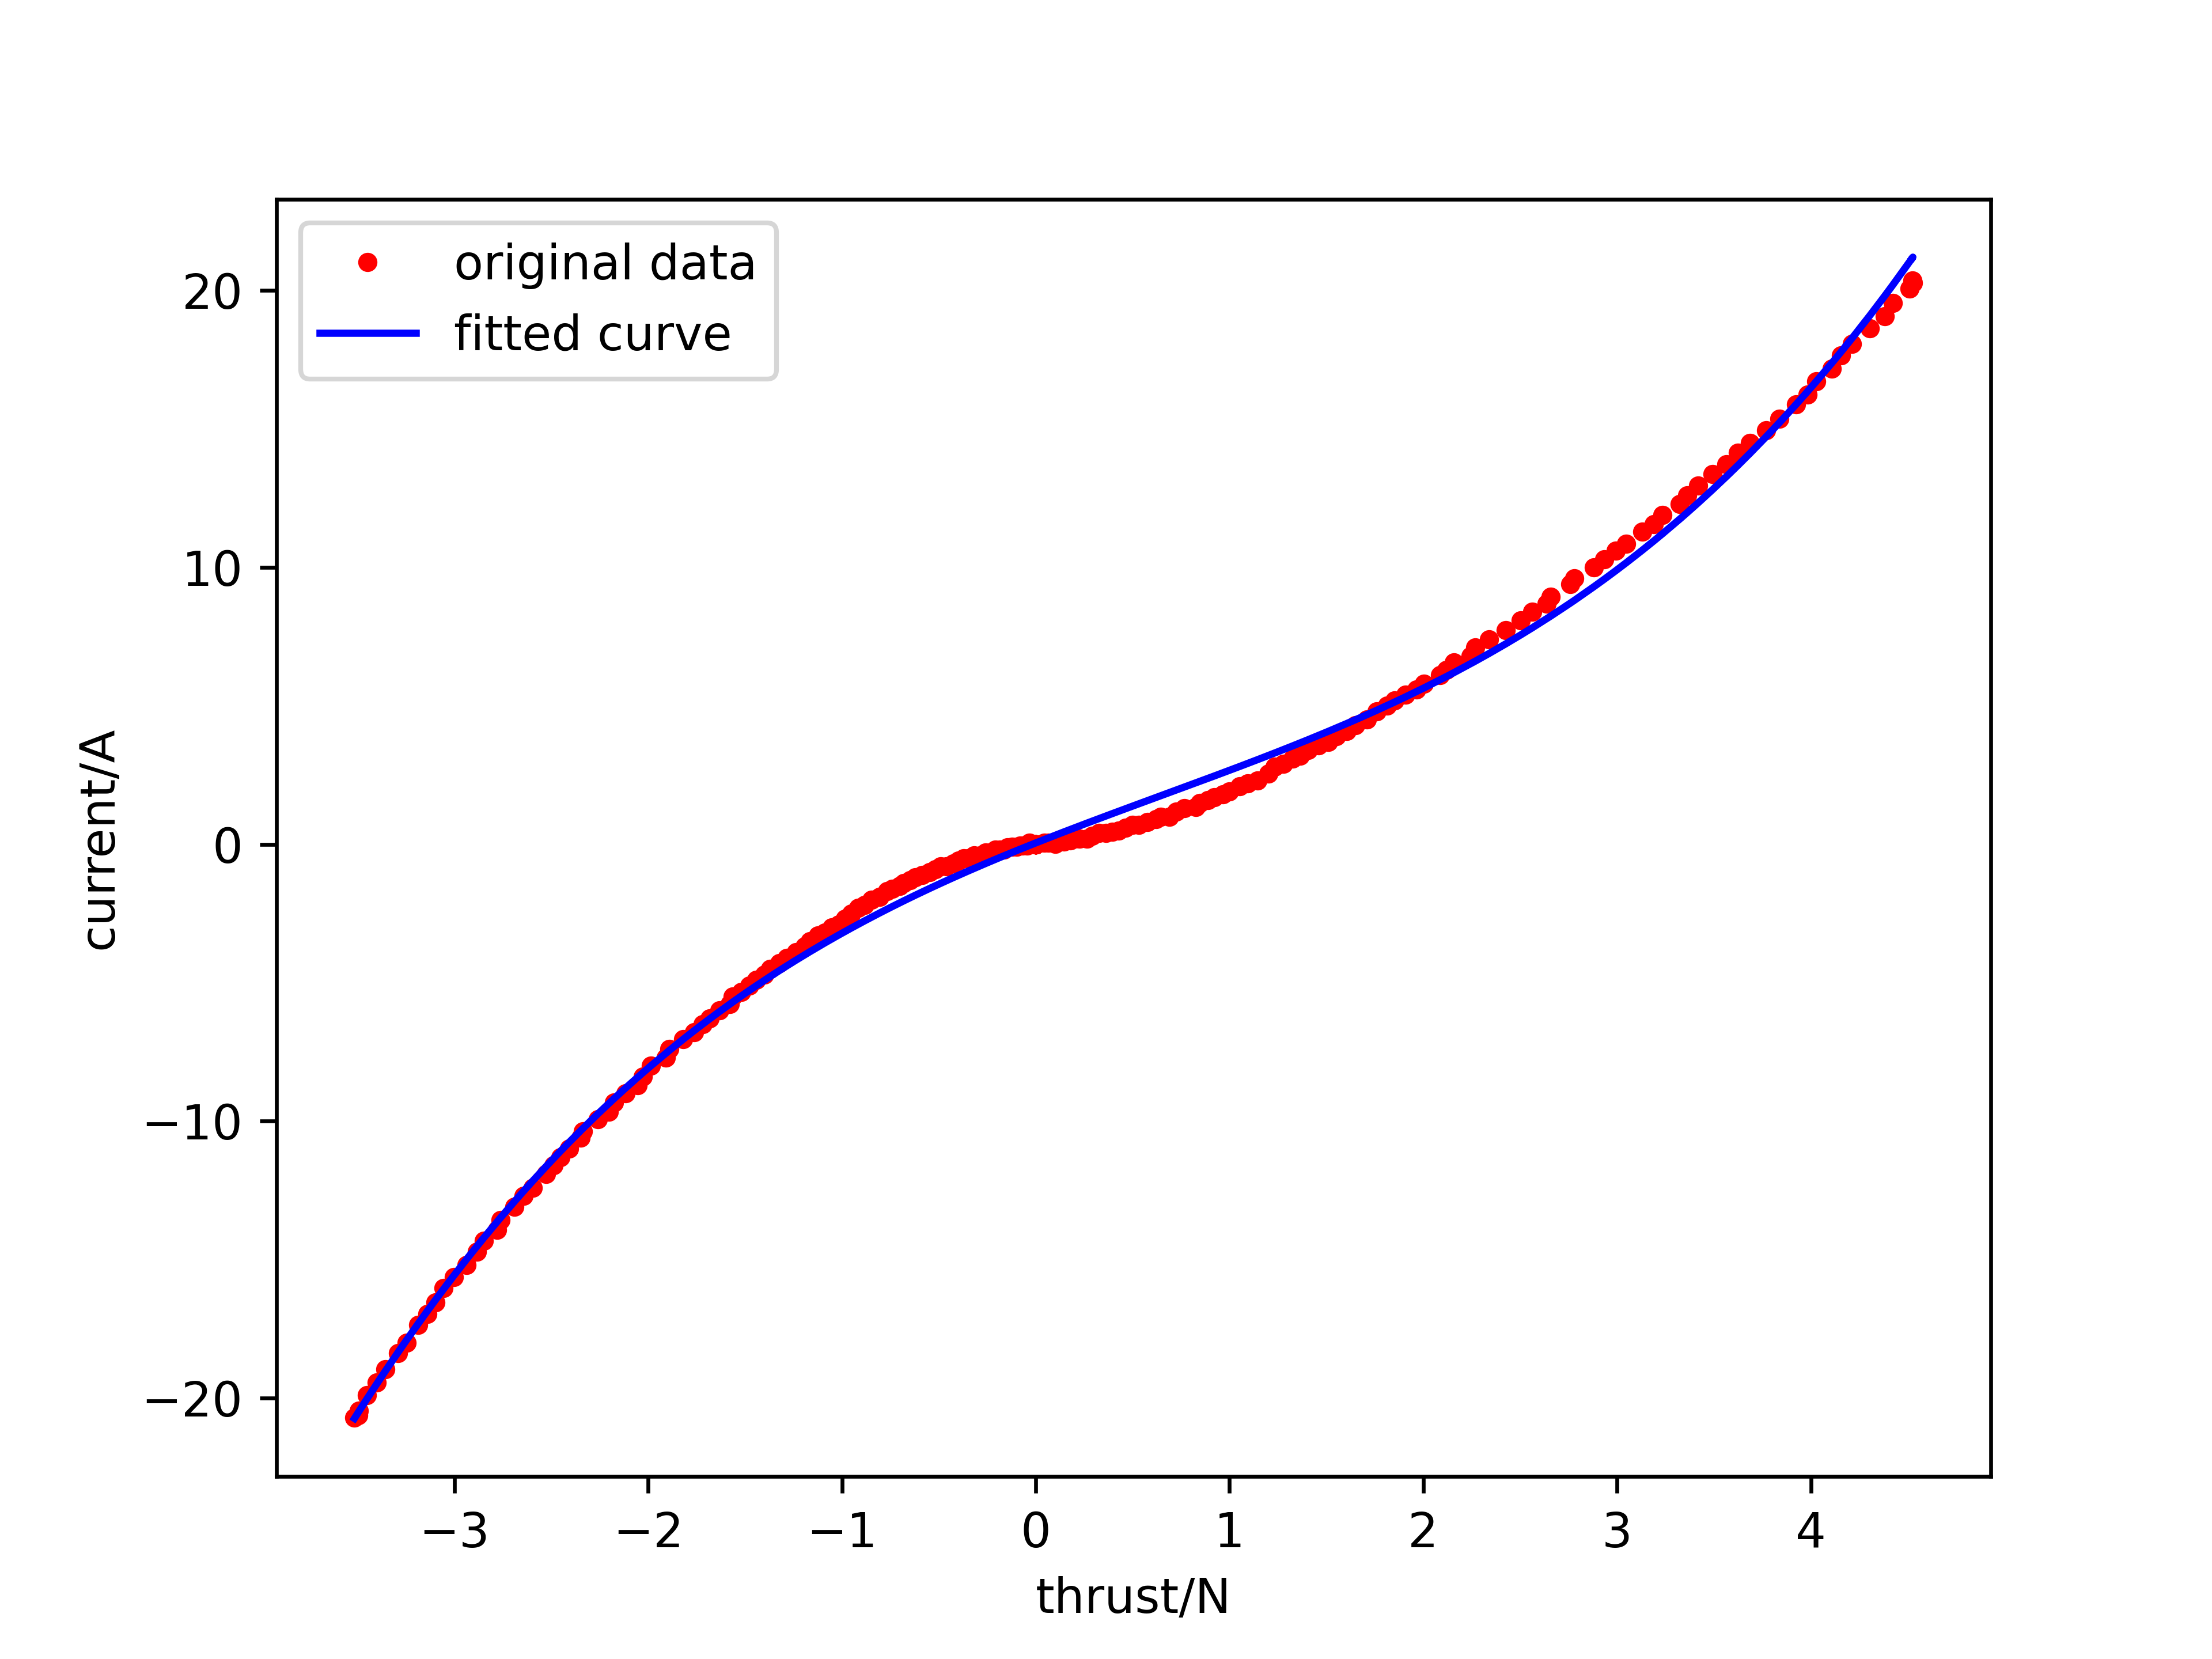 original data
fitted curve
20
10
0
−10
−20
current/A
−3 −2 −1 0 1 2 3 4
thrust/N